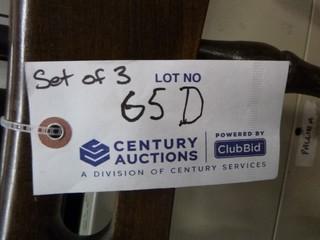 Set of 3 LOT NO
65D
CENTURY AUCTIONS
POWERED BY
ClubBid
A DIVISION OF CENTURY SERVICES